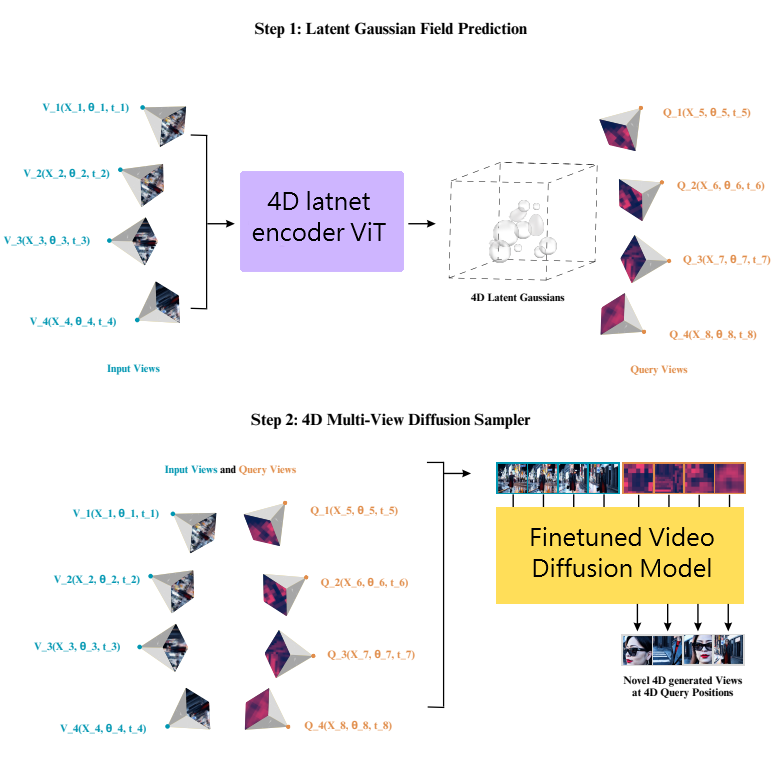 Step 1: Latent Gaussian Field Prediction
V_1(X_1, θ_1, t_1)
V_2(X_2, θ_2, t_2)
V_3(X_3, θ_3, t_3)
V_4(X_4, θ_4, t_4)
Input Views
4D latnet
encoder ViT
4D Latent Gaussians
Q_1(X_5, θ_5, t_5)
Q_2(X_6, θ_6, t_6)
Q_3(X_7, θ_7, t_7)
Q_4(X_8, θ_8, t_8)
Query Views
Step 2: 4D Multi-View Diffusion Sampler
Input Views and Query Views
V_1(X_1, θ_1, t_1)
V_2(X_2, θ_2, t_2)
V_3(X_3, θ_3, t_3)
V_4(X_4, θ_4, t_4)
Q_1(X_5, θ_5, t_5)
Q_2(X_6, θ_6, t_6)
Q_3(X_7, θ_7, t_7)
Q_4(X_8, θ_8, t_8)
Finetuned Video
Diffusion Model
Novel 4D generated Views
at 4D Query Positions